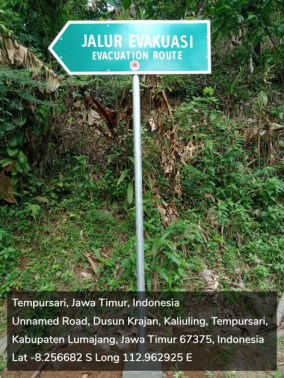 JALUR EVAKUASI
EVACUATION ROUTE
Tempursari, Jawa Timur, Indonesia
Unnamed Road, Dusun Krajan, Kaliuling, Tempursari,
Kabupaten Lumajang, Jawa Timur 67375, Indonesia
Lat -8.256682 S Long 112.962925 E